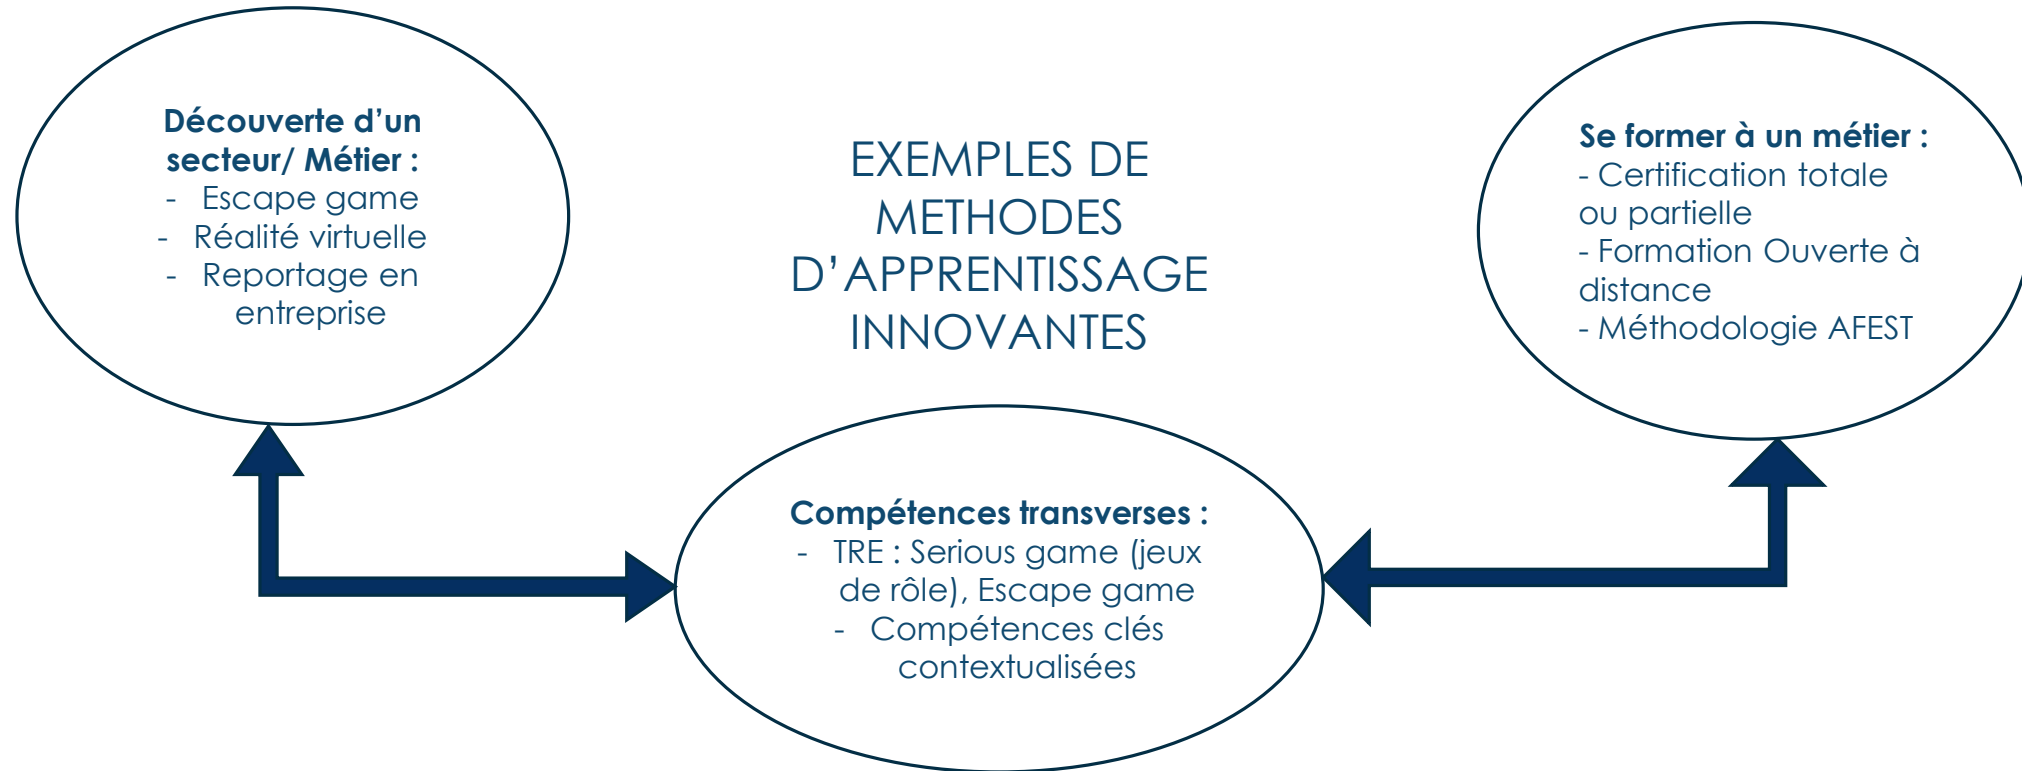 Découverte d’un
secteur/ Métier :
- Escape game
- Réalité virtuelle
- Reportage en
entreprise
EXEMPLES DE
METHODES
D’APPRENTISSAGE
INNOVANTES
Se former à un métier :
- Certification totale
ou partielle
- Formation Ouverte à
distance
- Méthodologie AFEST
Compétences transverses :
- TRE : Serious game (jeux
de rôle), Escape game
- Compétences clés
contextualisées